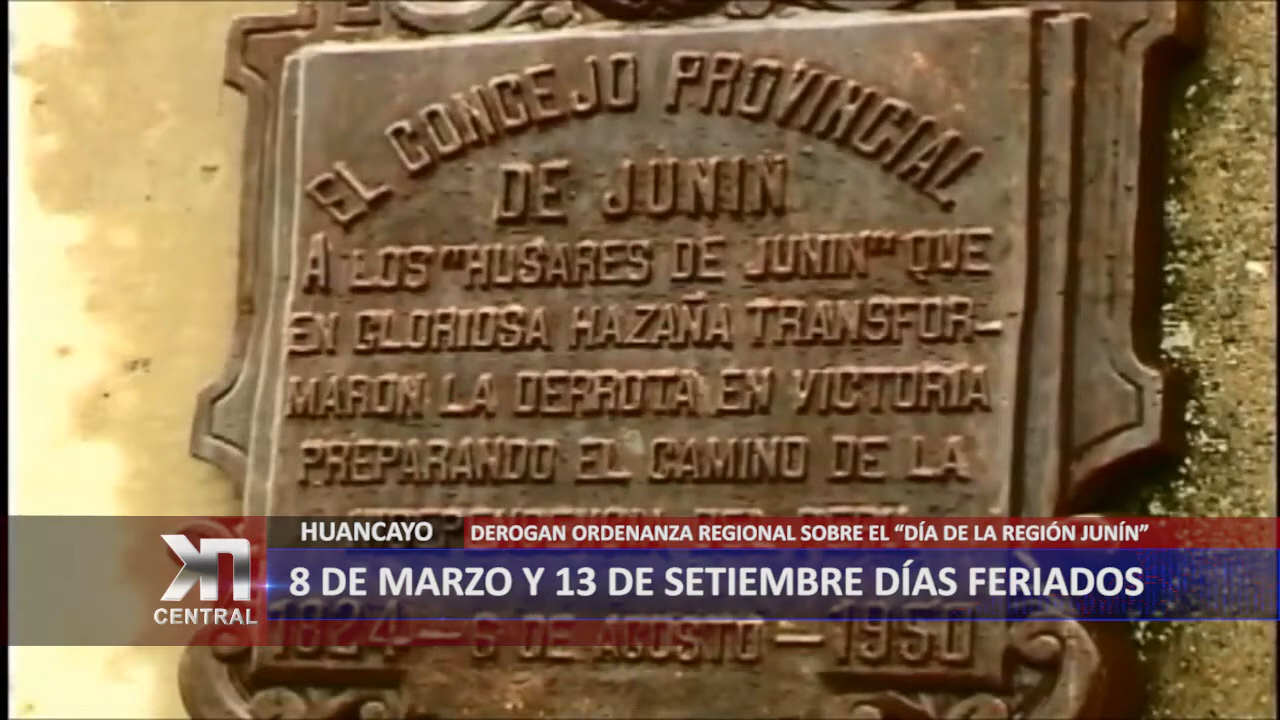 EL CONCEJO PROVINCIAL
DE JUNIN
A LOS "HUSARES DE JUNIN" QUE
EN GLORIOSA HAZAÑA TRANSFOR-
MARON LA DERROTA EN VICTORIA
PREPARANDO EL CAMINO DE LA
HUANCAYO
DEROGAN ORDENANZA REGIONAL SOBRE EL “DÍA DE LA REGIÓN JUNÍN”
8 DE MARZO Y 13 DE SETIEMBRE DÍAS FERIADOS
KN
CENTRAL
1824 — 6 DE AGOSTO — 1950